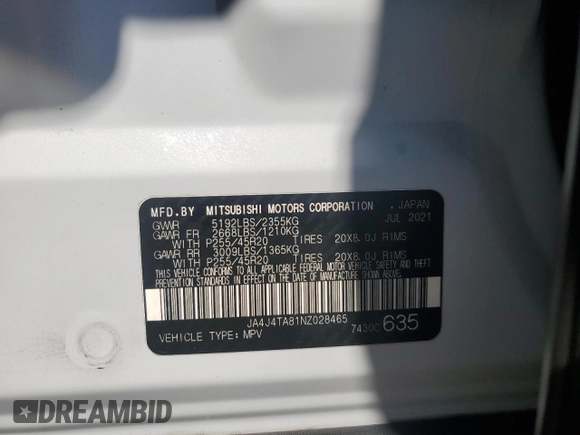 MFD.BY MITSUBISHI MOTORS CORPORATION , JAPAN
GVWR 5192LBS/2355KG JUL 2021
GAWR FR 2668LBS/1210KG
WITH P255/45R20 TIRES 20X8.0J RIMS
GAWR RR 3009LBS/1365KG
WITH P255/45R20 TIRES 20X8.0J RIMS
THIS VEHICLE CONFORMS TO ALL APPLICABLE FEDERAL MOTOR VEHICLE SAFETY AND THEFT
PREVENTION STANDARDS IN EFFECT ON THE DATE OF MANUFACTURE SHOWN ABOVE.
JA4J4TA81NZ028465
VEHICLE TYPE: MPV 7430C 635
DREAMBID